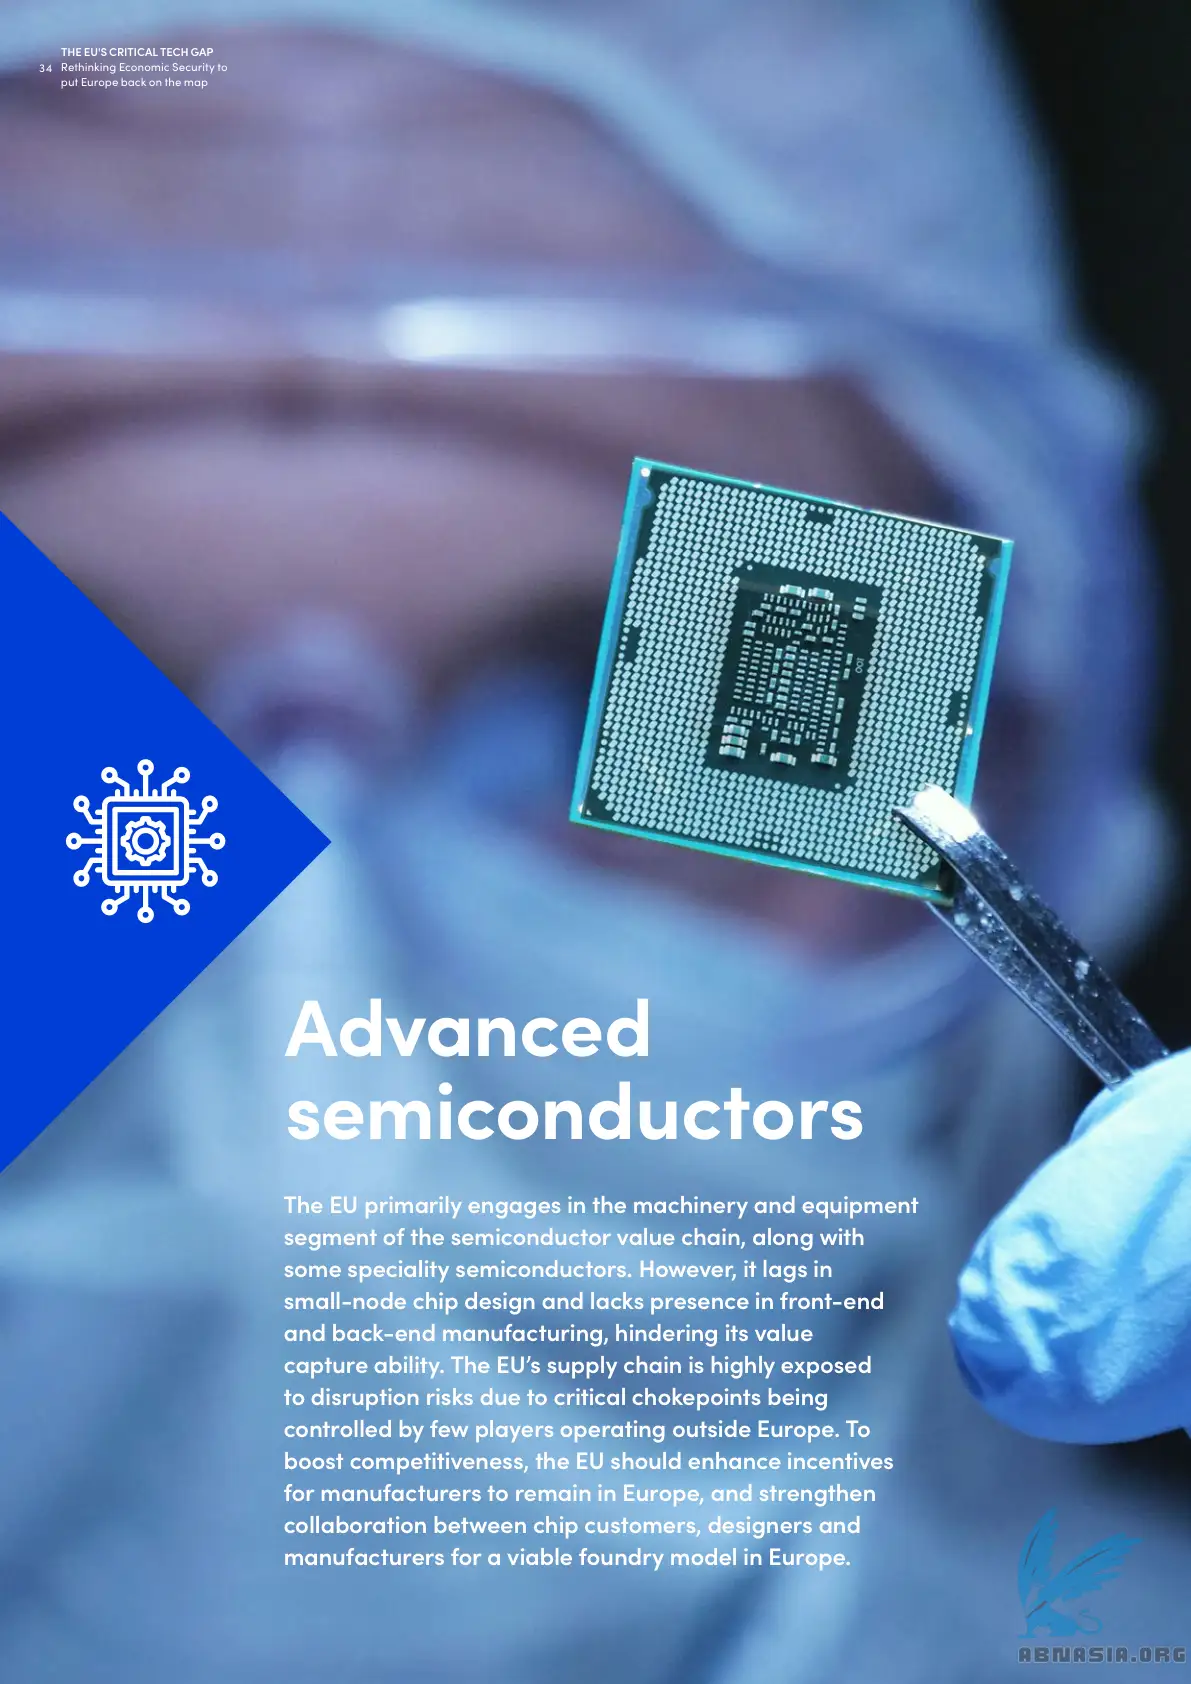 THE EU'S CRITICAL TECH GAP
34 Rethinking Economic Security to
put Europe back on the map
Advanced
semiconductors
The EU primarily engages in the machinery and equipment
segment of the semiconductor value chain, along with
some speciality semiconductors. However, it lags in
small-node chip design and lacks presence in front-end
and back-end manufacturing, hindering its value
capture ability. The EU’s supply chain is highly exposed
to disruption risks due to critical chokepoints being
controlled by few players operating outside Europe. To
boost competitiveness, the EU should enhance incentives
for manufacturers to remain in Europe, and strengthen
collaboration between chip customers, designers and
manufacturers for a viable foundry model in Europe.
ABNASIA.ORG